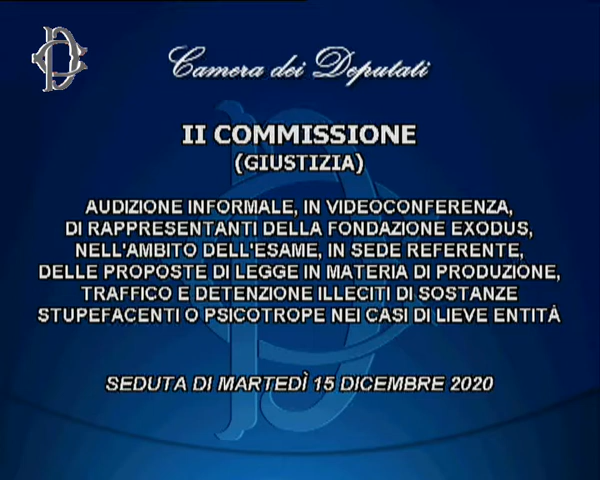 Camera dei Deputati
II COMMISSIONE
(GIUSTIZIA)
AUDIZIONE INFORMALE, IN VIDEOCONFERENZA,
DI RAPPRESENTANTI DELLA FONDAZIONE EXODUS,
NELL'AMBITO DELL'ESAME, IN SEDE REFERENTE,
DELLE PROPOSTE DI LEGGE IN MATERIA DI PRODUZIONE,
TRAFFICO E DETENZIONE ILLECITI DI SOSTANZE
STUPEFACENTI O PSICOTROPE NEI CASI DI LIEVE ENTITÀ
SEDUTA DI MARTEDÌ 15 DICEMBRE 2020